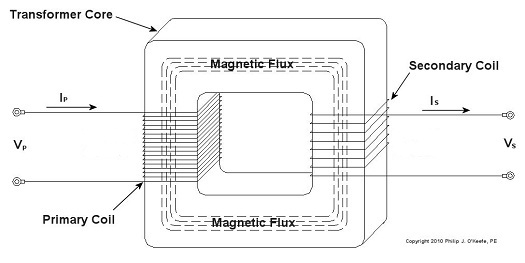 Transformer Core
Magnetic Flux
Secondary Coil
IP
IS
VP
VS
Primary Coil
Magnetic Flux
Copyright 2010 Philip J. O'Keefe, PE